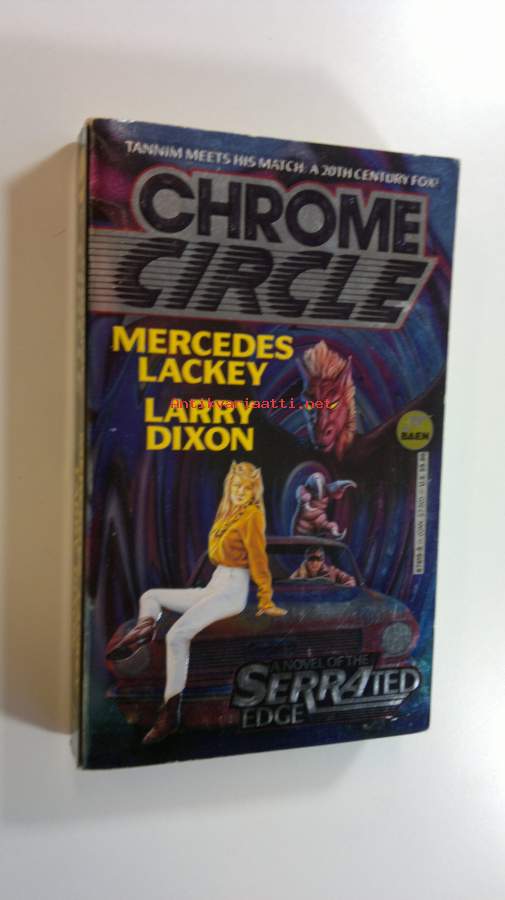 TANNIM MEETS HIS MATCH: A 20TH CENTURY FOX!
CHROME
CIRCLE
MERCEDES
LACKEY
LARRY
DIXON
Antikvariaatti.net
BAEN
A NOVEL OF THE
SERRATED
EDGE